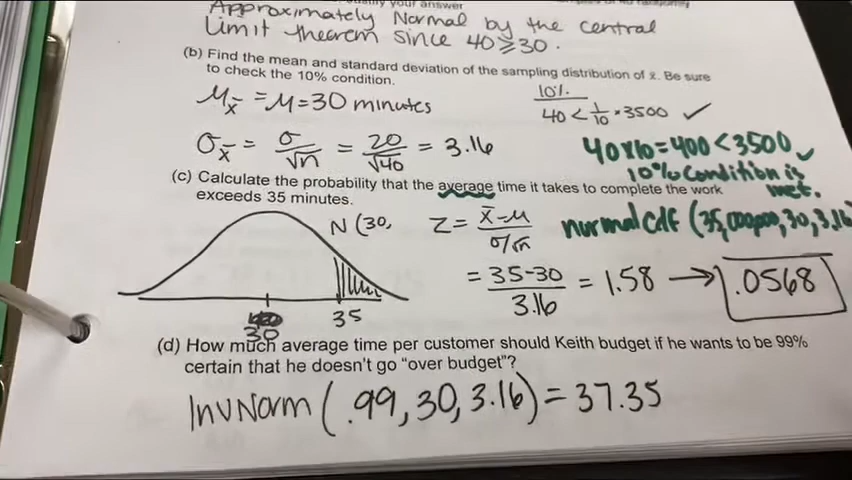 your answer
Approximately Normal by the central
Limit theorem since 40≥30.
(b) Find the mean and standard deviation of the sampling distribution of x̄. Be sure
to check the 10% condition.
μx̄ = μ = 30 minutes
10%
40 < 1/10 * 3500 ✓
σx̄ = σ/√n = 20/√40 = 3.16
40x10 = 400 < 3500 ✓
10% condition is
met.
(c) Calculate the probability that the average time it takes to complete the work
exceeds 35 minutes.
N (30,
Z = x̄-μ / σ/√n
normalcdf (35,000,000,30,3.16
= 35-30 / 3.16 = 1.58 → .0568
30
35
(d) How much average time per customer should Keith budget if he wants to be 99%
certain that he doesn't go "over budget"?
InvNorm (.99, 30, 3.16) = 37.35